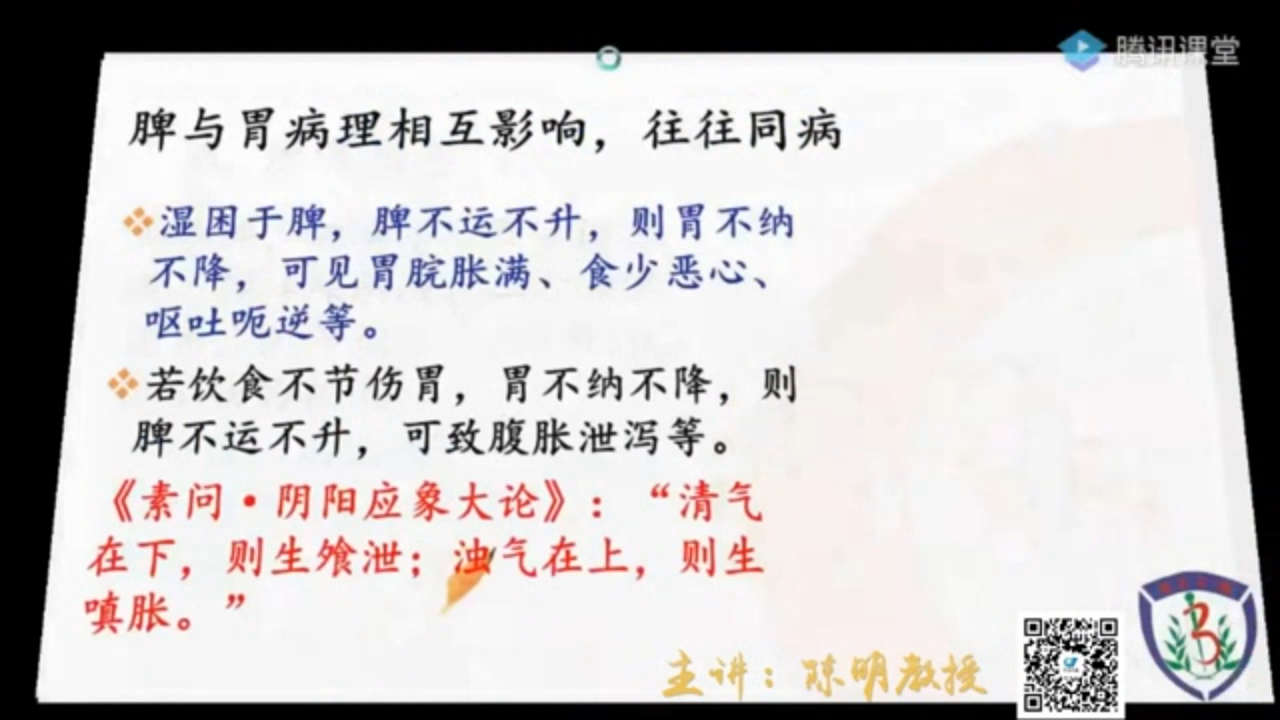 腾讯课堂
脾与胃病理相互影响，往往同病
湿困于脾，脾不运不升，则胃不纳
不降，可见胃脘胀满、食少恶心、
呕吐呃逆等。
若饮食不节伤胃，胃不纳不降，则
脾不运不升，可致腹胀泄泻等。
《素问·阴阳应象大论》：“清气
在下，则生飧泄；浊气在上，则生
嗔胀。”
主讲：陈明教授